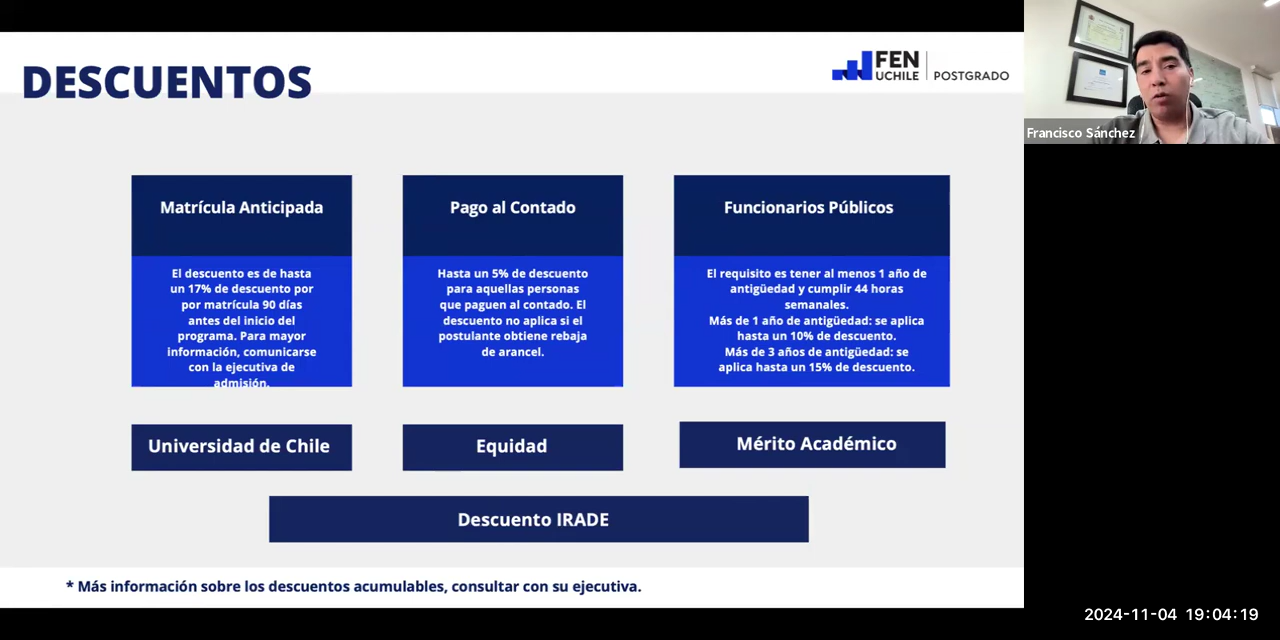 DESCUENTOS
FEN
UCHILE
POSTGRADO
Francisco Sánchez
Matrícula Anticipada
El descuento es de hasta
un 17% de descuento por
por matrícula 90 días
antes del inicio del
programa. Para mayor
información, comunicarse
con la ejecutiva de
admisión.
Pago al Contado
Hasta un 5% de descuento
para aquellas personas
que paguen al contado. El
descuento no aplica si el
postulante obtiene rebaja
de arancel.
Funcionarios Públicos
El requisito es tener al menos 1 año de
antigüedad y cumplir 44 horas
semanales.
Más de 1 año de antigüedad: se aplica
hasta un 10% de descuento.
Más de 3 años de antigüedad: se
aplica hasta un 15% de descuento.
Universidad de Chile
Equidad
Mérito Académico
Descuento IRADE
* Más información sobre los descuentos acumulables, consultar con su ejecutiva.
2024-11-04 19:04:19